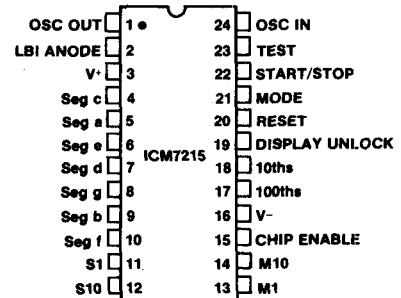 OSC OUT 1 24 OSC IN
LBI ANODE 2 23 TEST
V+ 3 22 START/STOP
Seg c 4 21 MODE
Seg a 5 20 RESET
Seg e 6 19 DISPLAY UNLOCK
ICM7215
Seg d 7 18 10ths
Seg g 8 17 100ths
Seg b 9 16 V-
Seg f 10 15 CHIP ENABLE
S1 11 14 M10
S10 12 13 M1